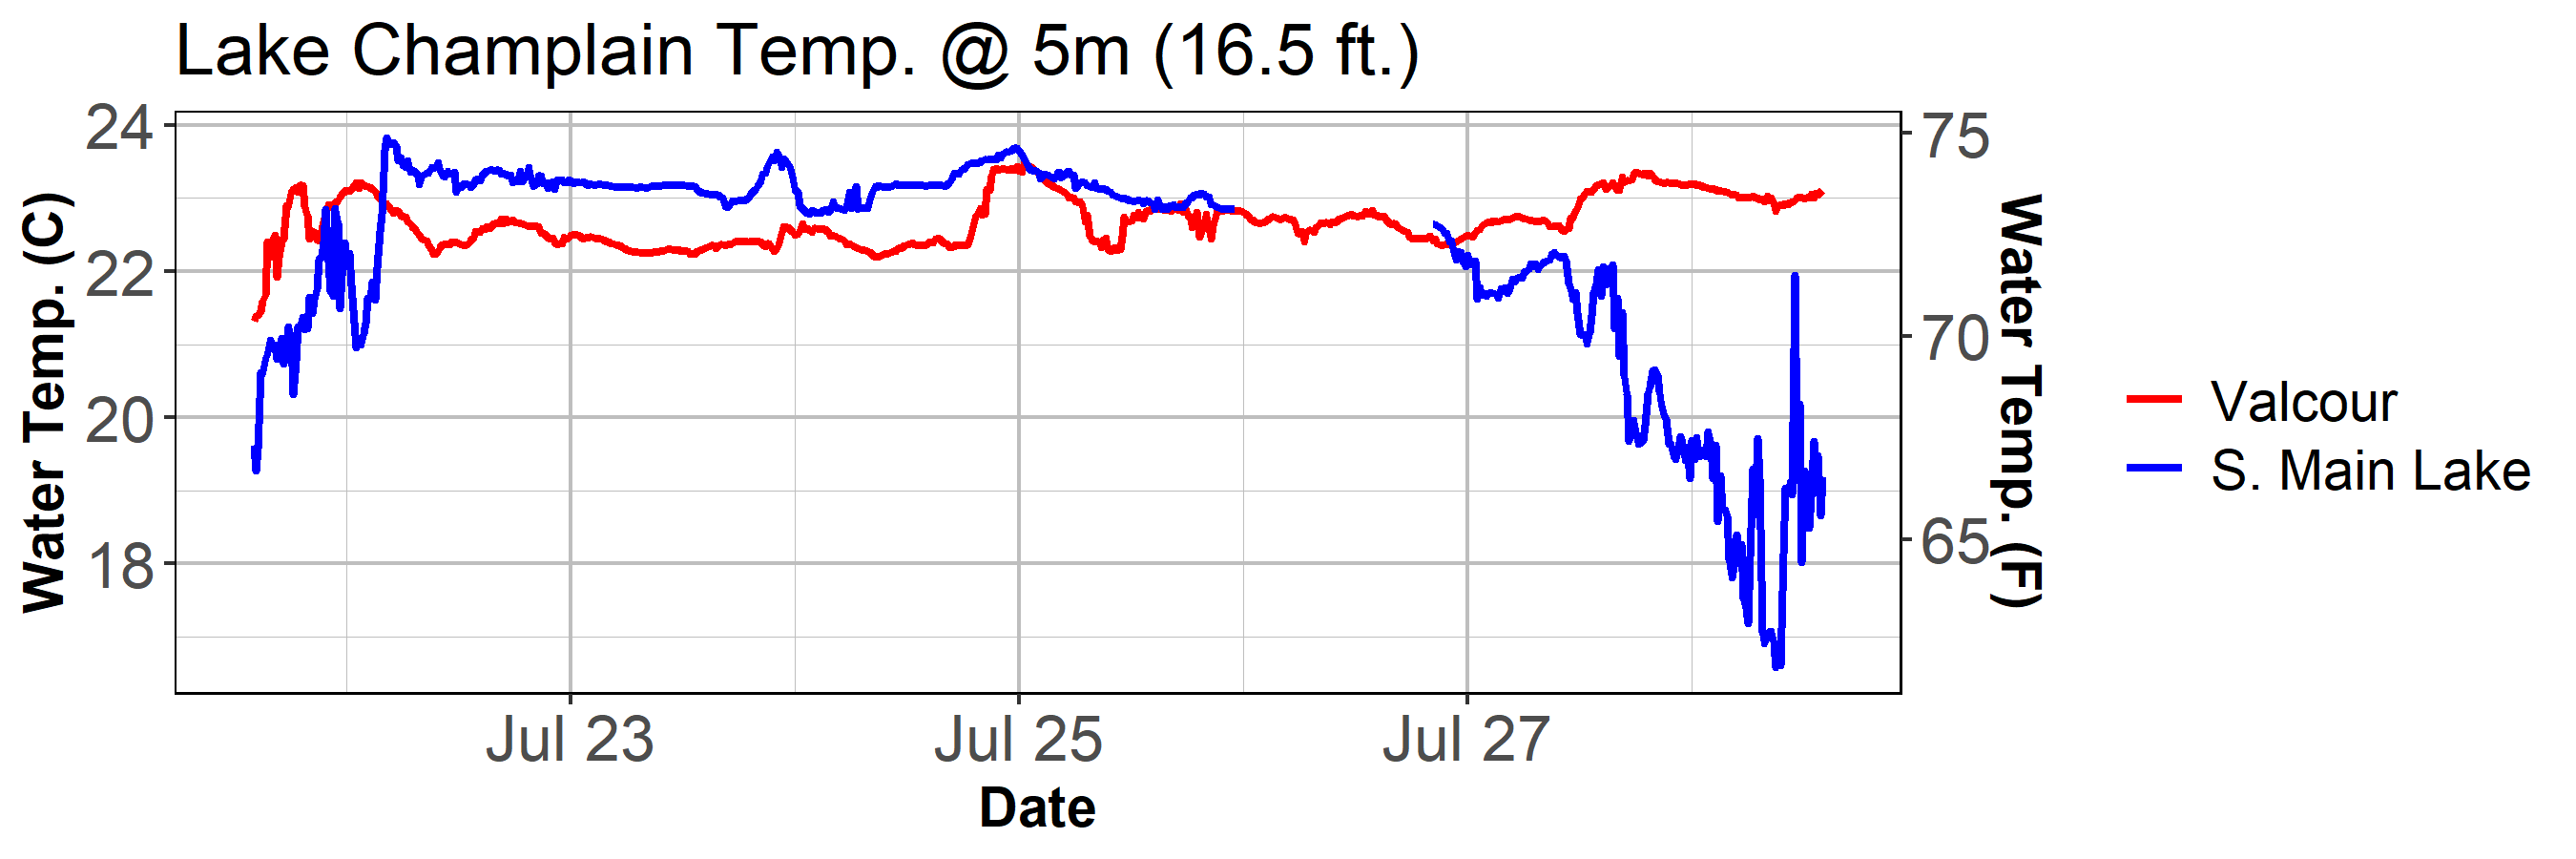 Lake Champlain Temp. @ 5m (16.5 ft.)
Water Temp. (C)
24
22
20
18
75
70
65
Water Temp. (F)
Jul 23
Jul 25
Jul 27
Date
Valcour
S. Main Lake